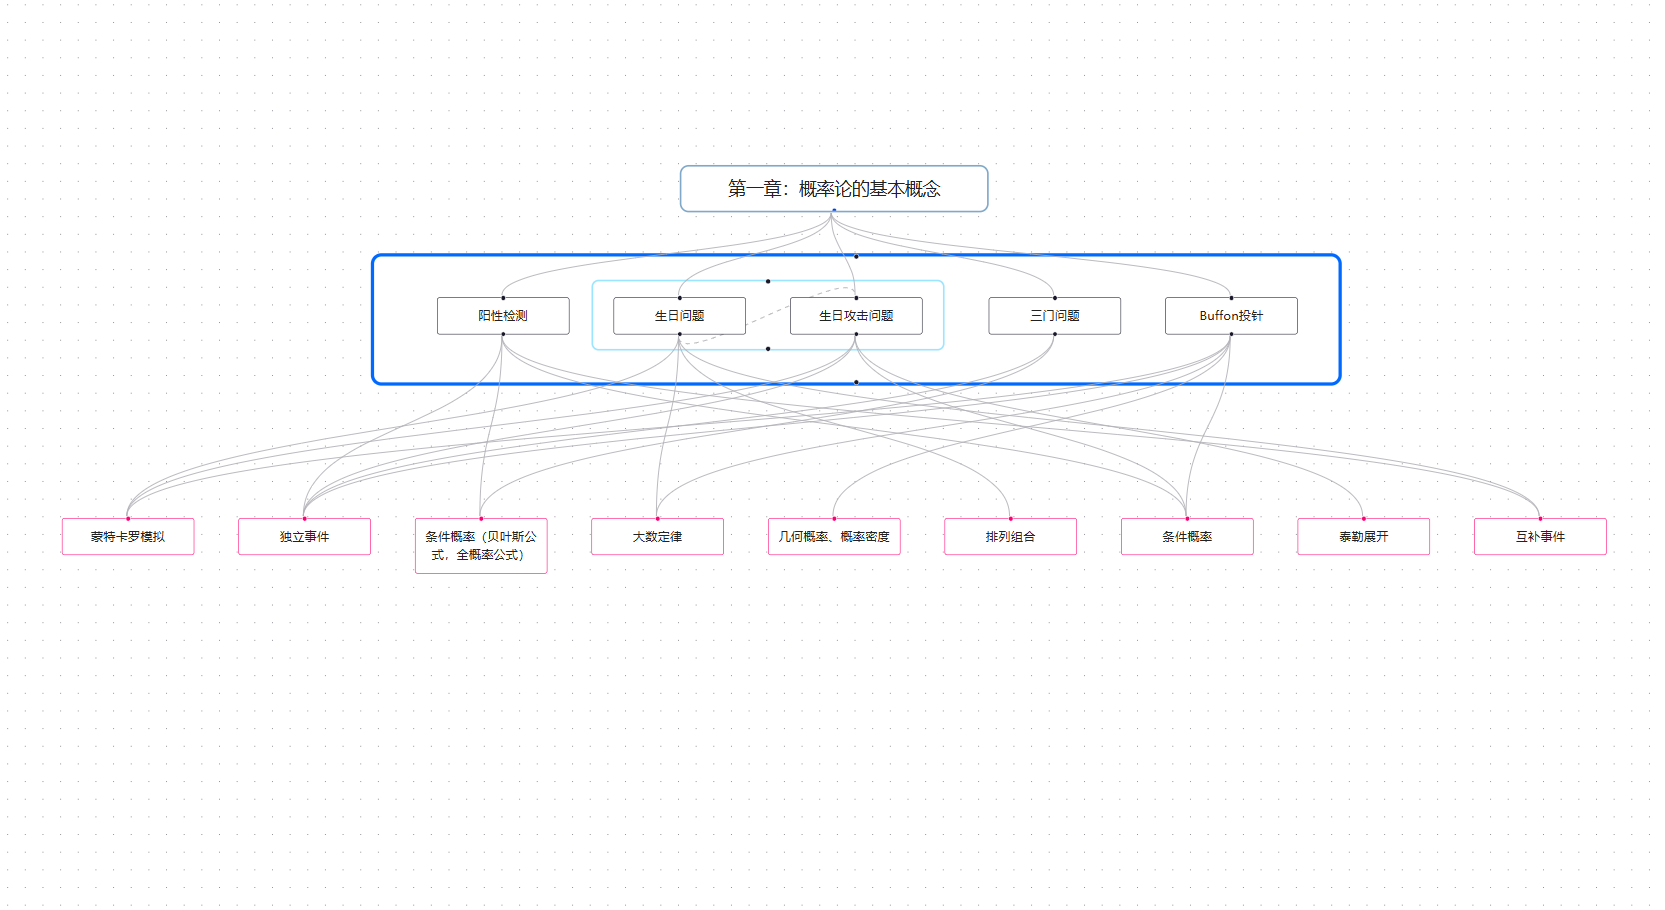 第一章：概率论的基本概念
阳性检测
生日问题
生日攻击问题
三门问题
Buffon投针
蒙特卡罗模拟
独立事件
条件概率（贝叶斯公
式，全概率公式）
大数定律
几何概率、概率密度
排列组合
条件概率
泰勒展开
互补事件